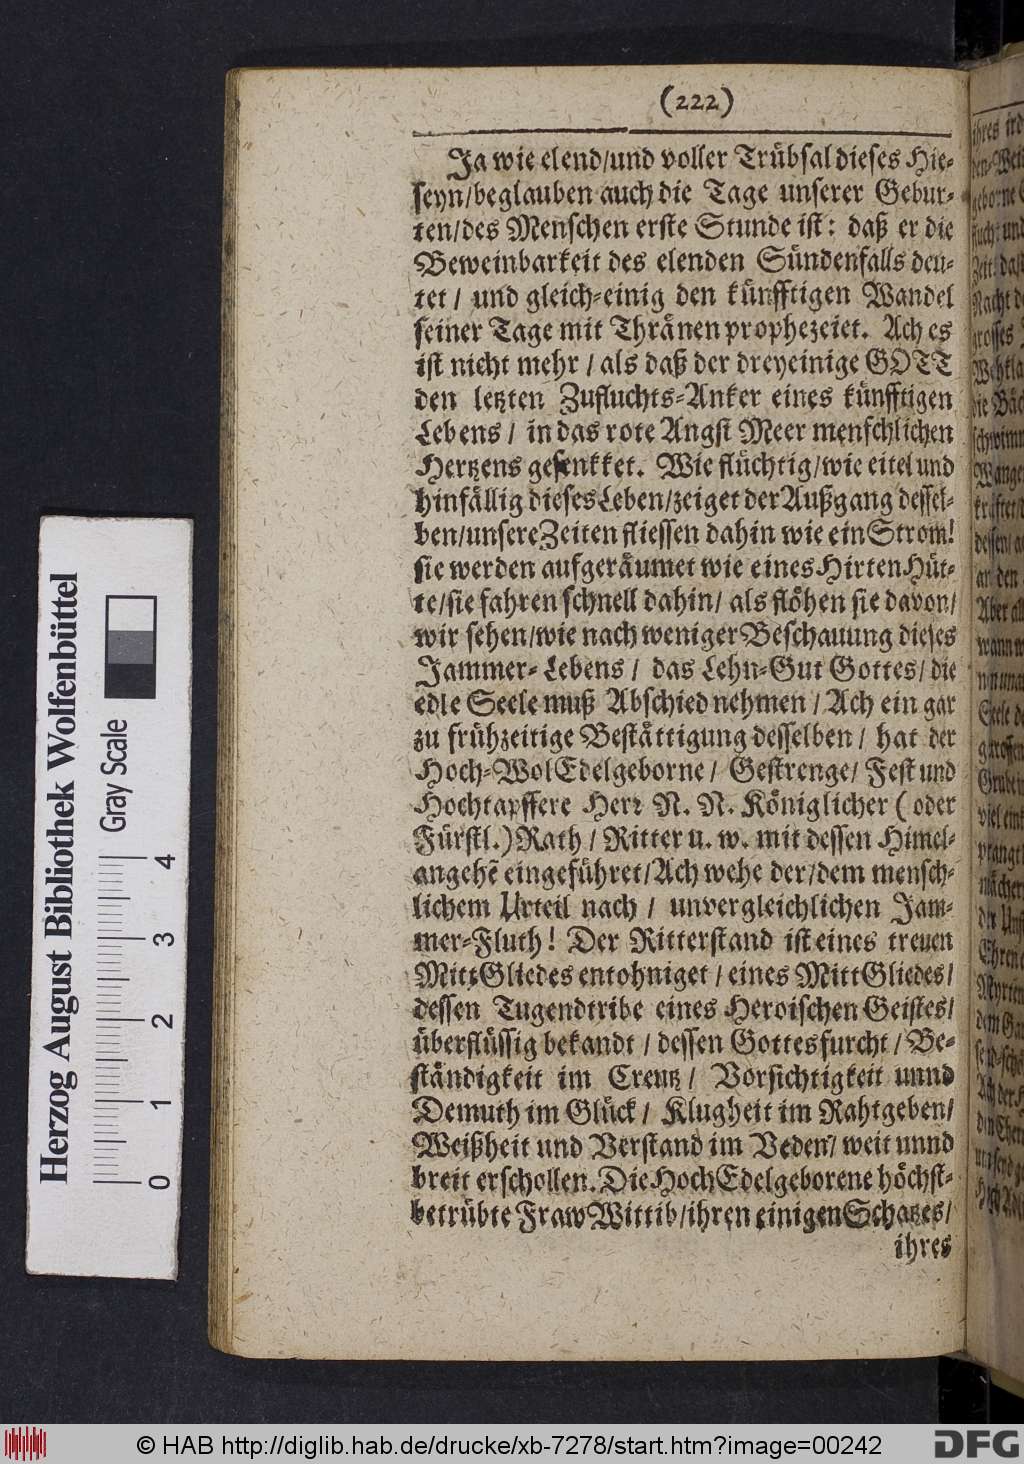 (222)
Ja wie elend/und voller Trübsal dieses Hie-
seyn/beglauben auch die Tage unserer Gebur-
ten/des Menschen erste Stunde ist: daß er die
Beweinbarkeit des elenden Sündenfalls deu-
tet / und gleich-einig den künfftigen Wandel
seiner Tage mit Thränen prophezeiet. Ach es
ist nicht mehr / als daß der dreyeinige GOTT
den letzten Zufluchts-Anker eines künfftigen
Lebens / in das rote Angst Meer menschlichen
Hertzens gesenkket. Wie flüchtig/wie eitel und
hinfällig dieses Leben/zeiget der Außgang dessel-
ben/unsere Zeiten fliessen dahin wie ein Strom!
sie werden aufgeräumet wie eines Hirten Hüt-
te/sie fahren schnell dahin/ als flöhen sie davon/
wir sehen/wie nach weniger Beschauung dieses
Jammer-Lebens / das Lehn-Gut Gottes/ die
edle Seele muß Abschied nehmen / Ach ein gar
zu frühzeitige Bestättigung desselben / hat der
Hoch-WolEdelgeborne / Gestrenge/ Fest und
Hochtapffere Herr N. N. Königlicher (oder
Fürstl.) Rath / Ritter u. w. mit dessen Himel-
angehẽ eingeführet/Ach wehe der/dem mensch-
lichem Urteil nach / unvergleichlichen Jam-
mer-Fluth! Der Ritterstand ist eines treuen
MittGliedes entohniget / eines MittGliedes/
dessen Tugendtribe eines Heroischen Geistes/
überflüssig bekandt / dessen Gottesfurcht / Be-
ständigkeit im Creutz / Vorsichtigkeit unnd
Demuth im Glück / Klugheit im Rahtgeben/
Weißheit und Verstand im Veden/ weit unnd
breit erschollen. Die HochEdelgeborene höchst-
betrübte Fraw Wittib/ihren einigen Schatzes/
ihres
Herzog August Bibliothek Wolfenbüttel
Gray Scale
0 1 2 3 4
© HAB http://diglib.hab.de/drucke/xb-7278/start.htm?image=00242
DFG